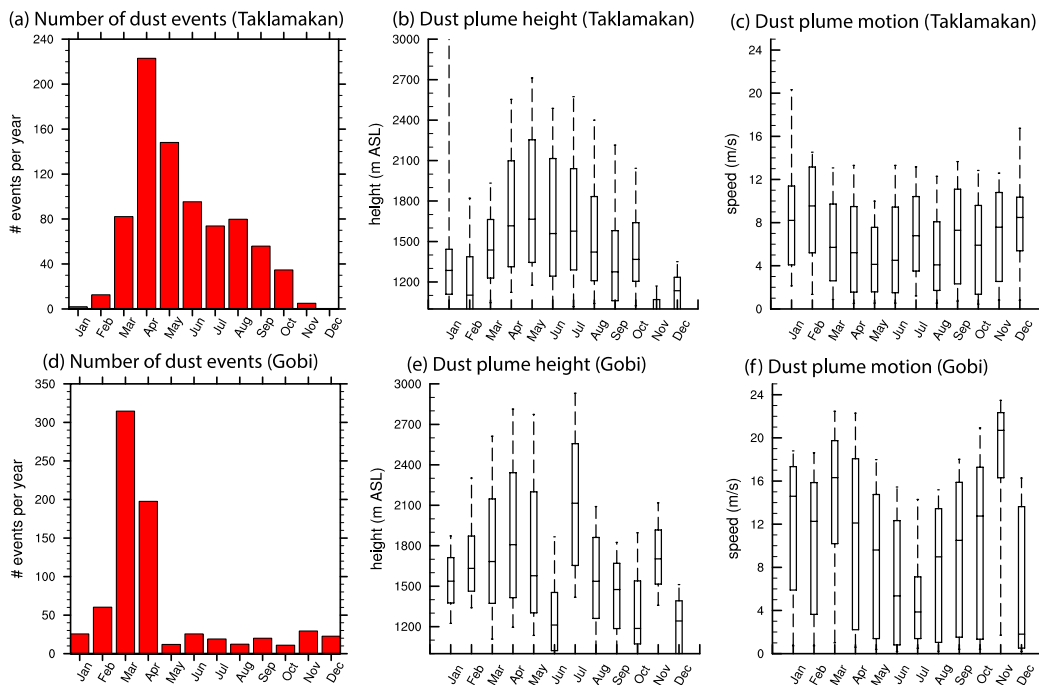 (a) Number of dust events (Taklamakan)
# events per year
240
200
160
120
80
40
0
Jan Feb Mar Apr May Jun Jul Aug Sep Oct Nov Dec
(b) Dust plume height (Taklamakan)
height (m ASL)
3000
2700
2400
2100
1800
1500
1200
Jan Feb Mar Apr May Jun Jul Aug Sep Oct Nov Dec
(c) Dust plume motion (Taklamakan)
speed (m/s)
24
20
16
12
8
4
0
Jan Feb Mar Apr May Jun Jul Aug Sep Oct Nov Dec
(d) Number of dust events (Gobi)
# events per year
350
300
250
200
150
100
50
0
Jan Feb Mar Apr May Jun Jul Aug Sep Oct Nov Dec
(e) Dust plume height (Gobi)
height (m ASL)
3000
2700
2400
2100
1800
1500
1200
Jan Feb Mar Apr May Jun Jul Aug Sep Oct Nov Dec
(f) Dust plume motion (Gobi)
speed (m/s)
24
20
16
12
8
4
0
Jan Feb Mar Apr May Jun Jul Aug Sep Oct Nov Dec